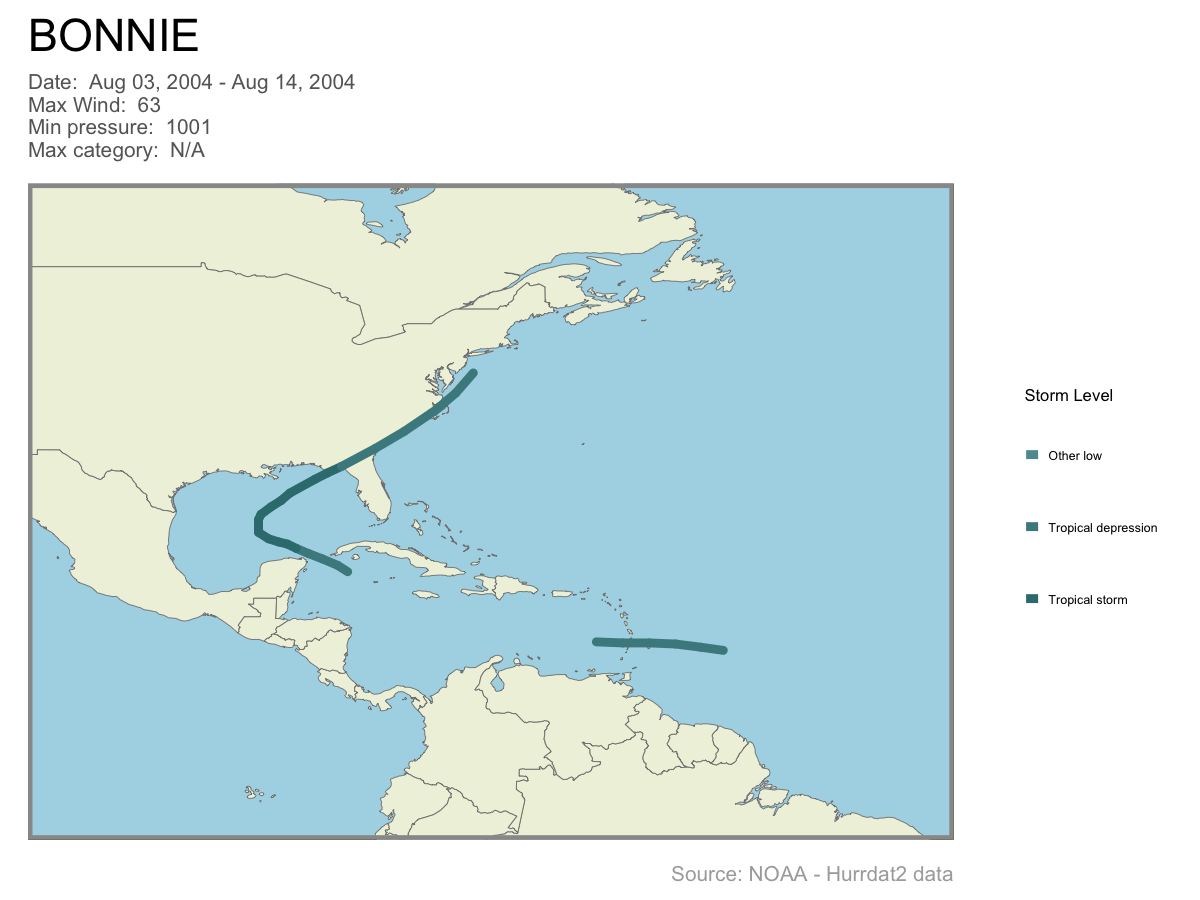 BONNIE
Date:  Aug 03, 2004 - Aug 14, 2004
Max Wind:  63
Min pressure:  1001
Max category:  N/A
Storm Level
Other low
Tropical depression
Tropical storm
Source: NOAA - Hurrdat2 data